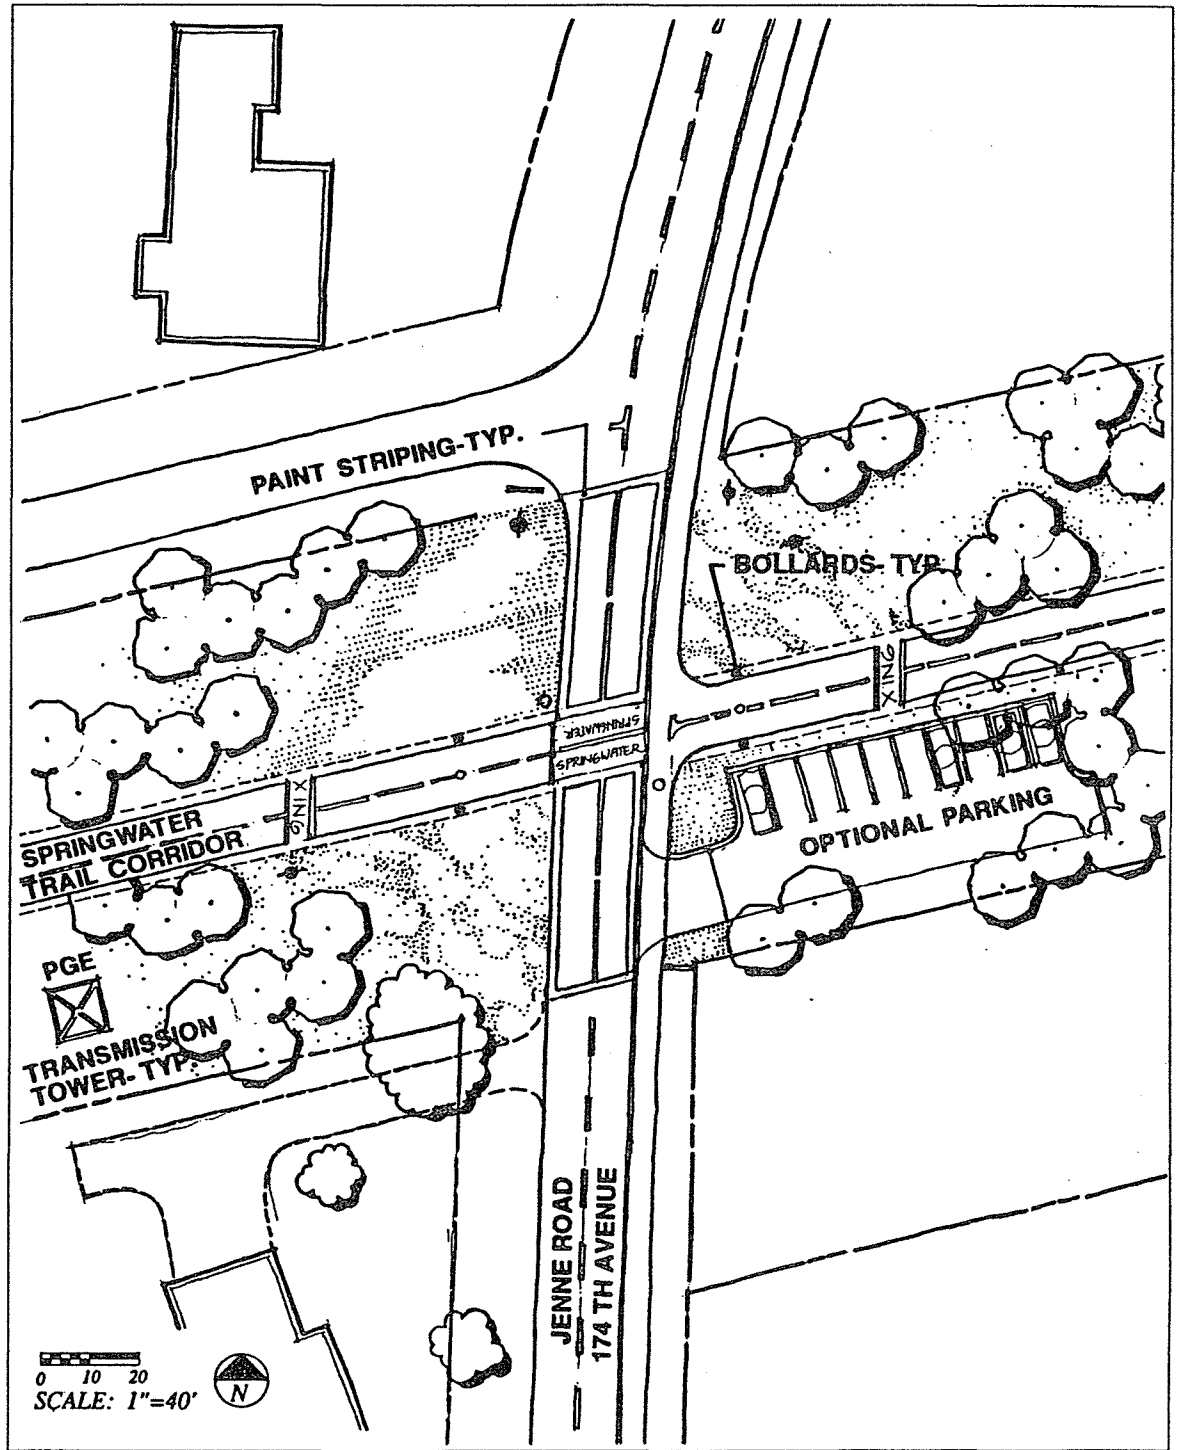 PAINT STRIPING-TYP.
BOLLARDS-TYP
XING
SPRINGWATER
SPRINGWATER
XING
OPTIONAL PARKING
SPRINGWATER
TRAIL CORRIDOR
PGE
TRANSMISSION
TOWER-TYP.
JENNE ROAD
174 TH AVENUE
0 10 20
SCALE: 1"=40'
N